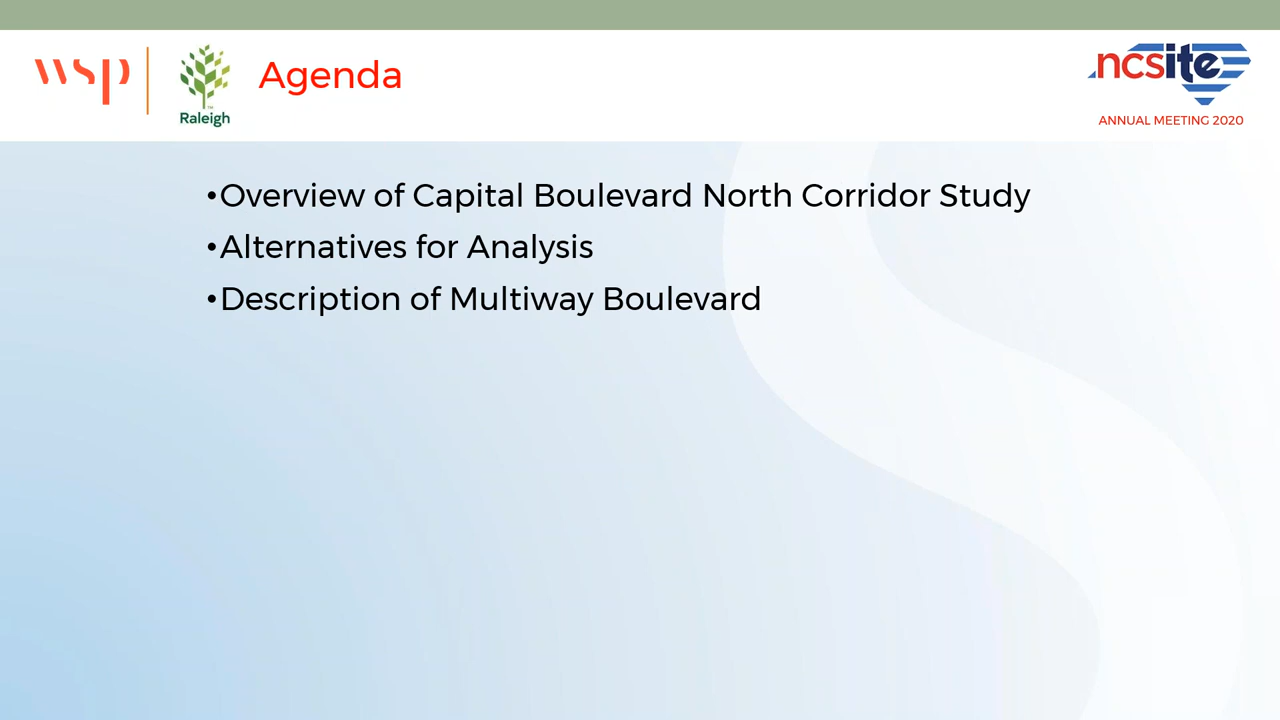 wsp
Raleigh
Agenda
ncsite
ANNUAL MEETING 2020
•Overview of Capital Boulevard North Corridor Study
•Alternatives for Analysis
•Description of Multiway Boulevard